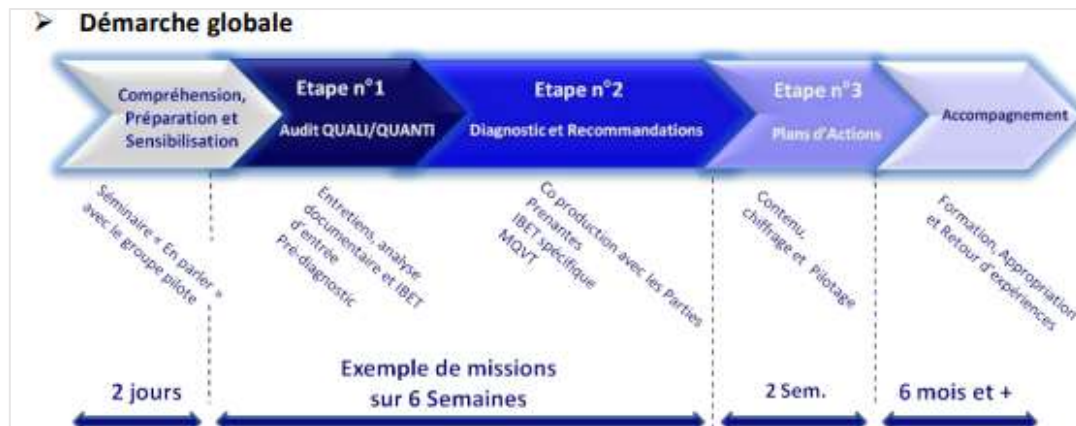 ➢ Démarche globale
Compréhension,
Préparation et
Sensibilisation
Etape n°1
Audit QUALI/QUANTI
Etape n°2
Diagnostic et Recommandations
Etape n°3
Plans d'Actions
Accompagnement
Séminaire « En parler »
avec le groupe pilote
Entretiens, analyse
documentaire et IBET
d'entrée
Pré-diagnostic
Co production avec les Parties
Prenantes
IBET spécifique
MQVT
Contenu,
chiffrage et Pilotage
Formation, Appropriation
et Retour d'expériences
2 jours
Exemple de missions
sur 6 Semaines
2 Sem.
6 mois et +